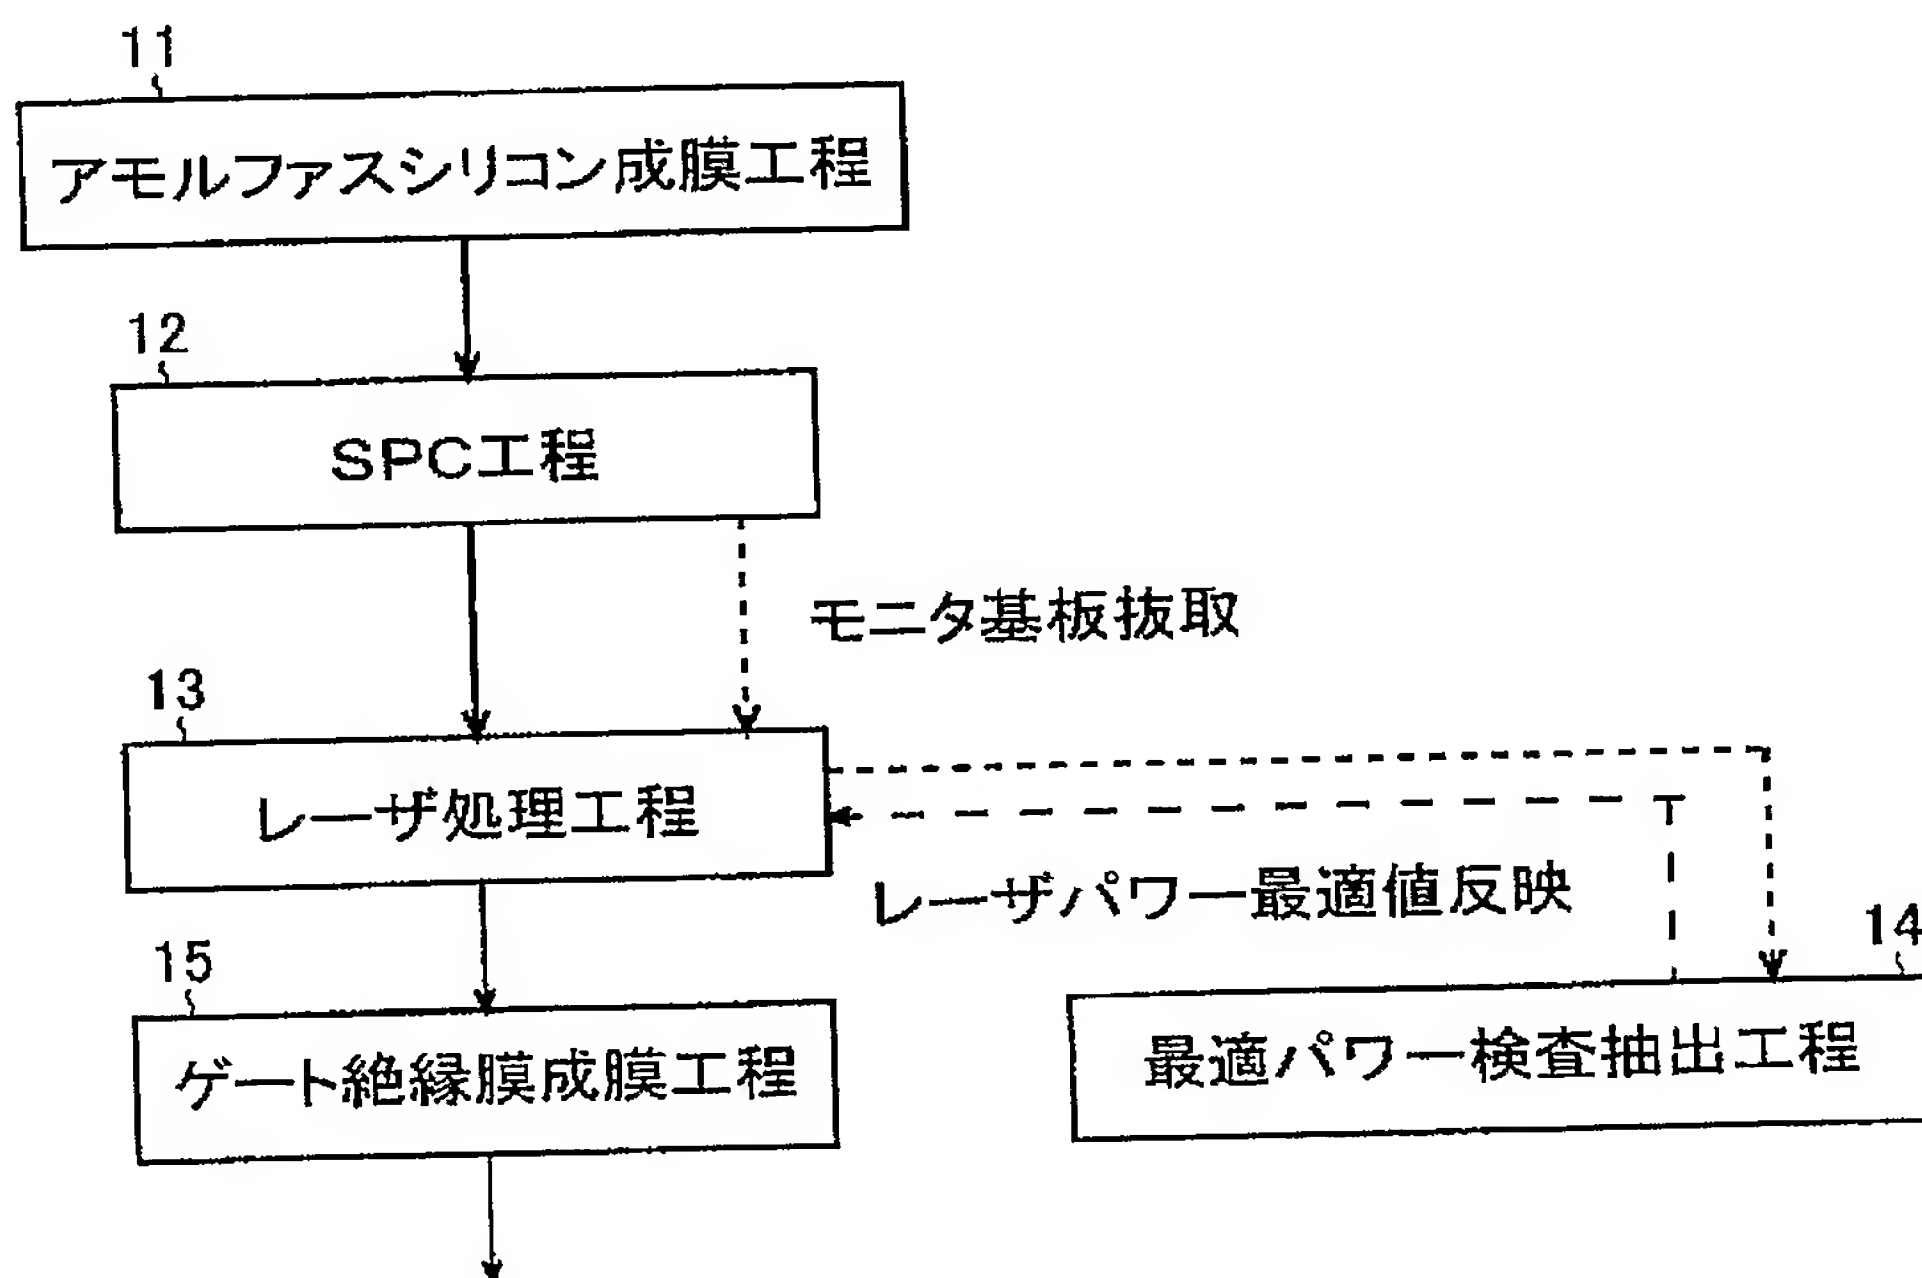 11
アモルファスシリコン成膜工程
12
SPC工程
モニタ基板抜取
13
レーザ処理工程
レーザパワー最適値反映
14
15
ゲート絶縁膜成膜工程
最適パワー検査抽出工程